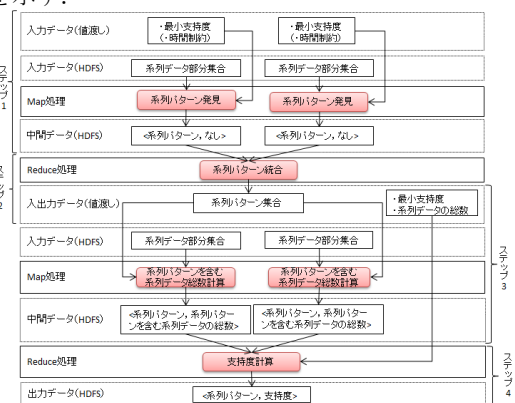 ステップ1
入力データ(値渡し)
・最小支持度
(・時間制約)
・最小支持度
(・時間制約)
入力データ(HDFS)
系列データ部分集合
系列データ部分集合
Map処理
系列パターン発見
系列パターン発見
中間データ(HDFS)
<系列パターン, なし>
<系列パターン, なし>
ステップ2
Reduce処理
系列パターン統合
入出力データ(値渡し)
系列パターン集合
・最小支持度
・系列データの総数
ステップ3
入力データ(HDFS)
系列データ部分集合
系列データ部分集合
Map処理
系列パターンを含む
系列データ総数計算
系列パターンを含む
系列データ総数計算
中間データ(HDFS)
<系列パターン, 系列パター
ンを含む系列データの総数>
<系列パターン, 系列パター
ンを含む系列データの総数>
ステップ4
Reduce処理
支持度計算
出力データ(HDFS)
<系列パターン, 支持度>